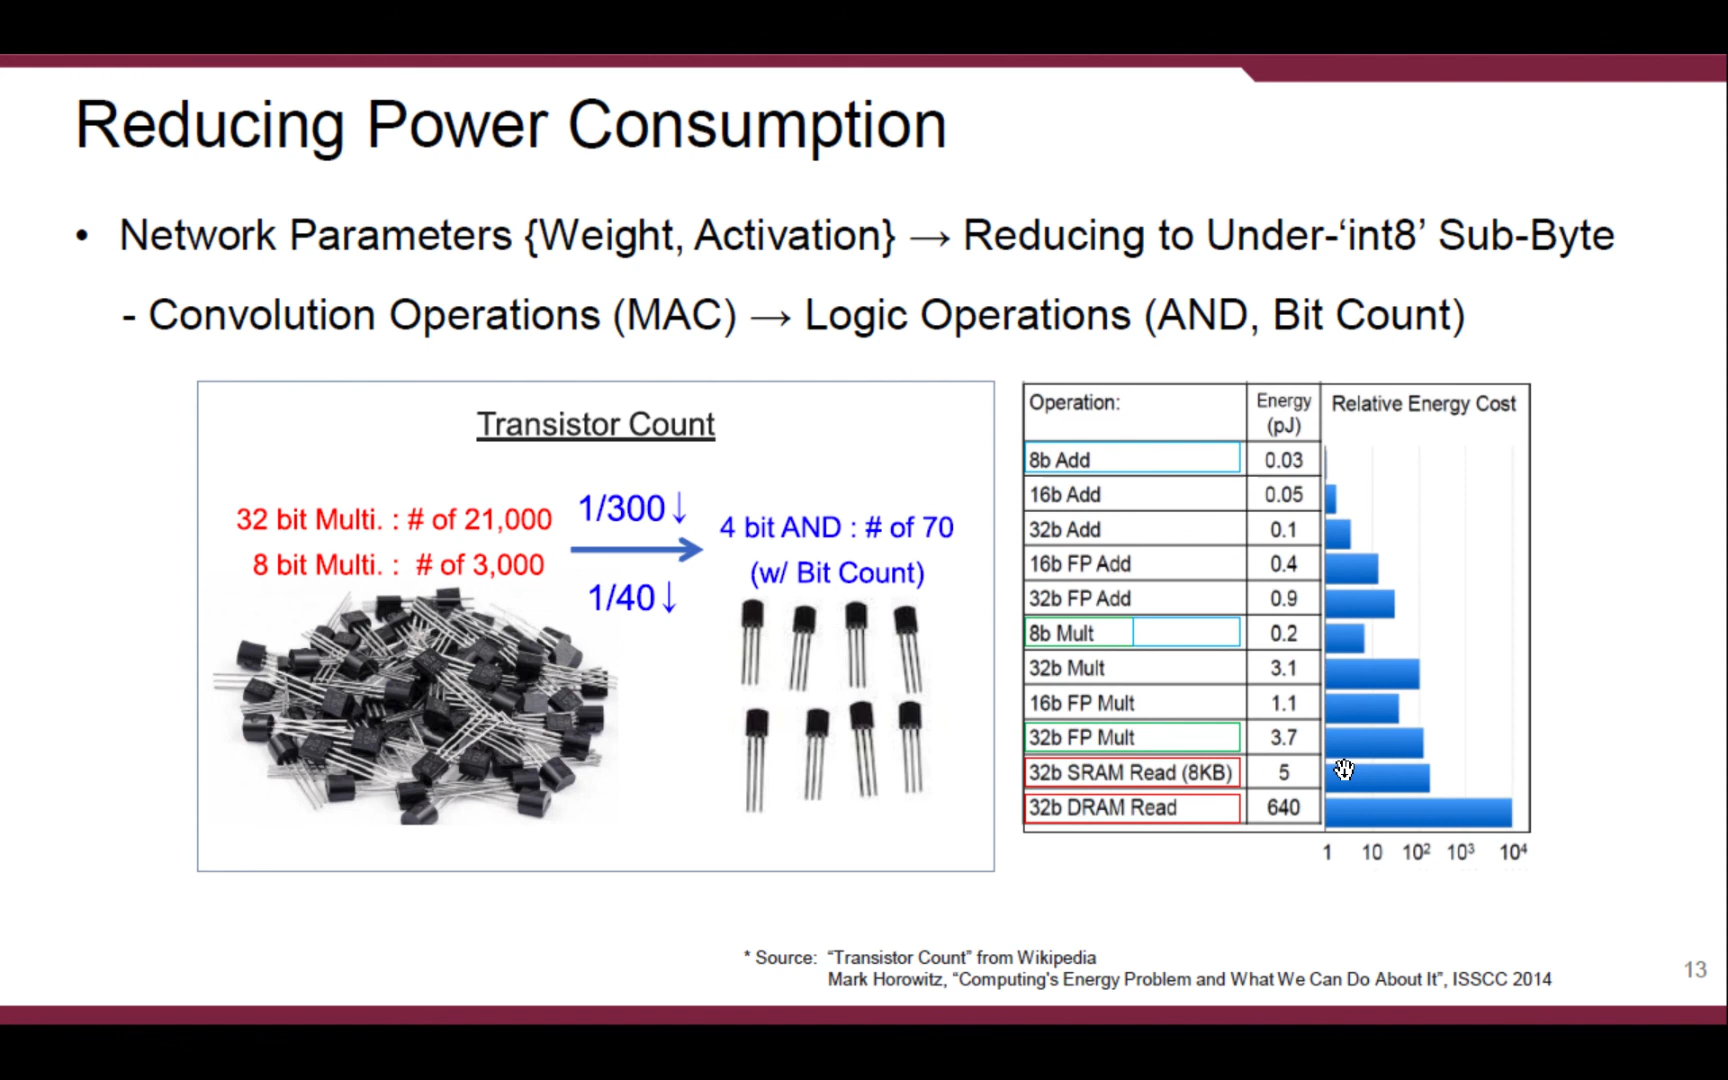 Reducing Power Consumption
• Network Parameters {Weight, Activation} → Reducing to Under-‘int8’ Sub-Byte
- Convolution Operations (MAC) → Logic Operations (AND, Bit Count)
Transistor Count
32 bit Multi. : # of 21,000
8 bit Multi. : # of 3,000
1/300↓
1/40↓
4 bit AND : # of 70
(w/ Bit Count)
Operation: Energy (pJ) Relative Energy Cost
8b Add 0.03
16b Add 0.05
32b Add 0.1
16b FP Add 0.4
32b FP Add 0.9
8b Mult 0.2
32b Mult 3.1
16b FP Mult 1.1
32b FP Mult 3.7
32b SRAM Read (8KB) 5
32b DRAM Read 640
1 10 10² 10³ 10⁴
* Source: “Transistor Count” from Wikipedia
Mark Horowitz, “Computing's Energy Problem and What We Can Do About It”, ISSCC 2014
13